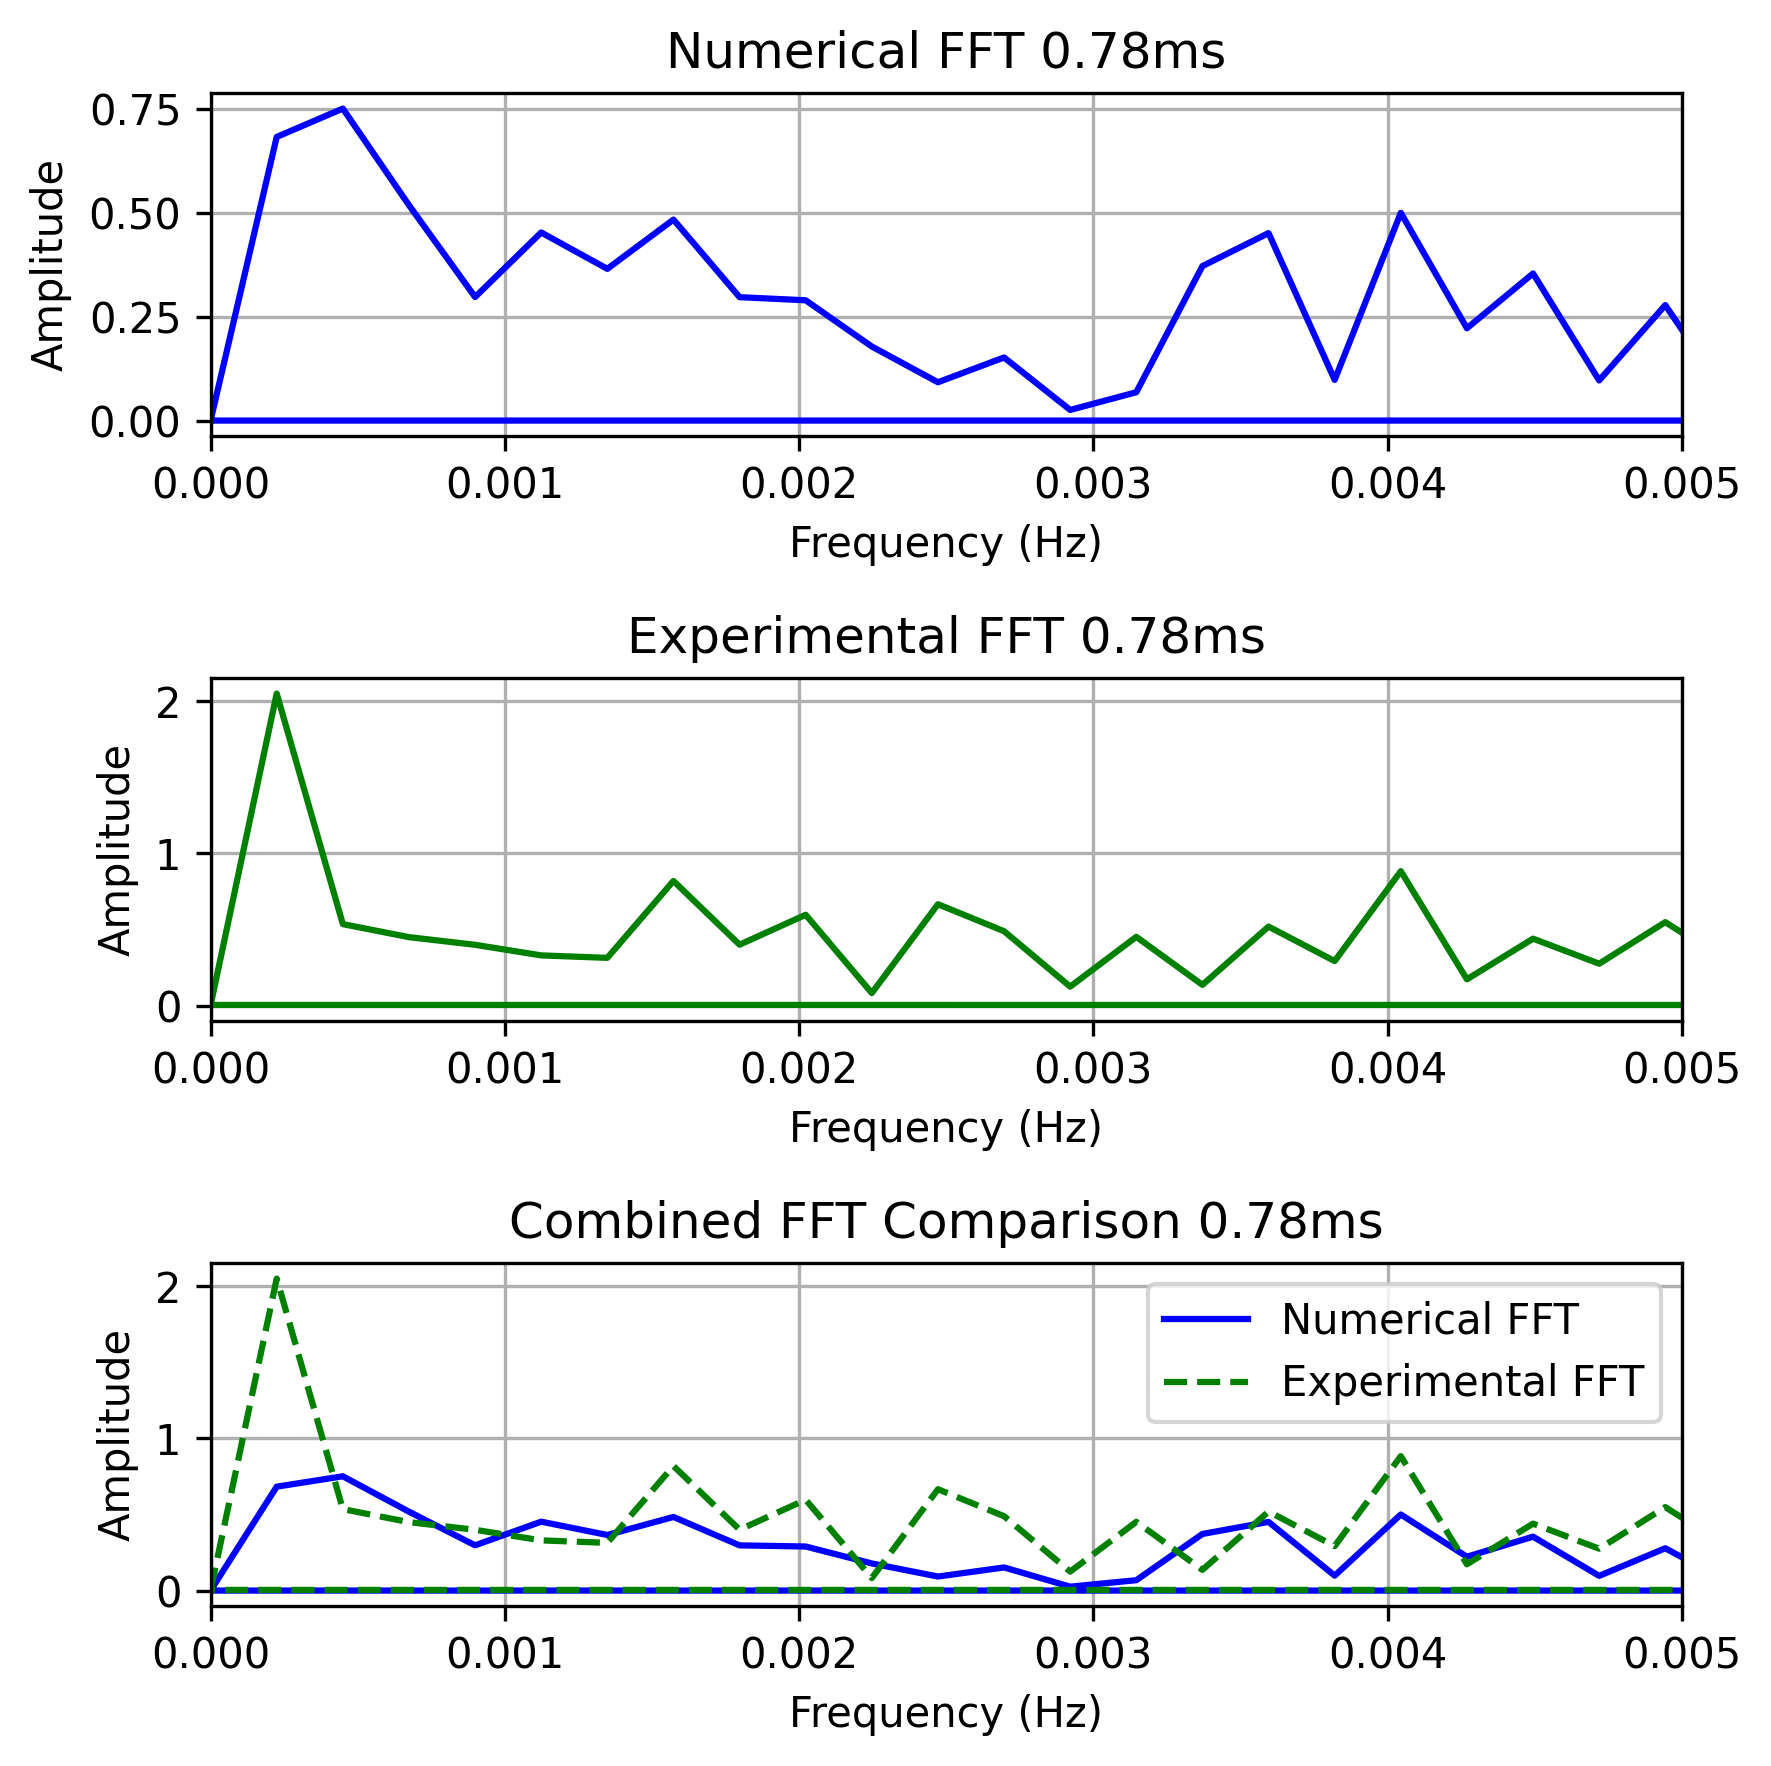 Numerical FFT 0.78ms
Amplitude
0.75
0.50
0.25
0.00
0.000 0.001 0.002 0.003 0.004 0.005
Frequency (Hz)
Experimental FFT 0.78ms
Amplitude
2
1
0
0.000 0.001 0.002 0.003 0.004 0.005
Frequency (Hz)
Combined FFT Comparison 0.78ms
Amplitude
2
1
0
Numerical FFT
Experimental FFT
0.000 0.001 0.002 0.003 0.004 0.005
Frequency (Hz)